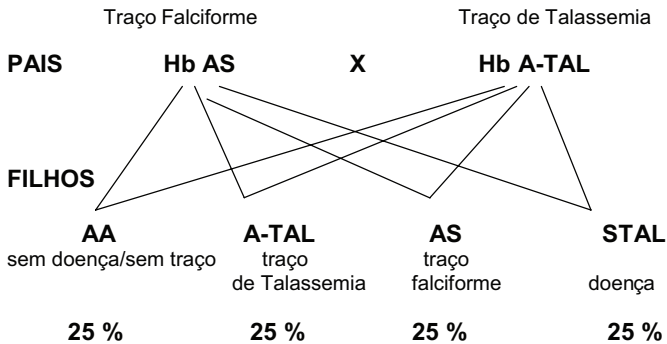 Traço Falciforme Traço de Talassemia
PAIS Hb AS X Hb A-TAL
FILHOS
AA A-TAL AS STAL
sem doença/sem traço traço traço
de Talassemia falciforme doença
25 % 25 % 25 % 25 %